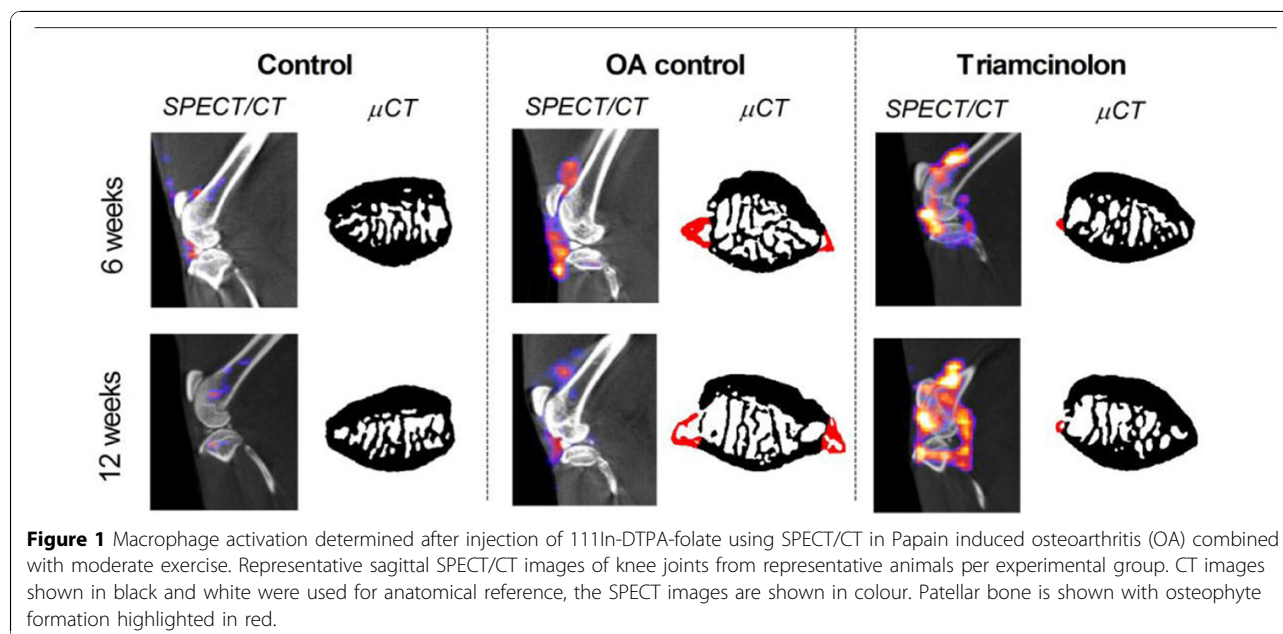 Control OA control Triamcinolon
SPECT/CT μCT SPECT/CT μCT SPECT/CT μCT
6 weeks
12 weeks
Figure 1 Macrophage activation determined after injection of 111In-DTPA-folate using SPECT/CT in Papain induced osteoarthritis (OA) combined
with moderate exercise. Representative sagittal SPECT/CT images of knee joints from representative animals per experimental group. CT images
shown in black and white were used for anatomical reference, the SPECT images are shown in colour. Patellar bone is shown with osteophyte
formation highlighted in red.